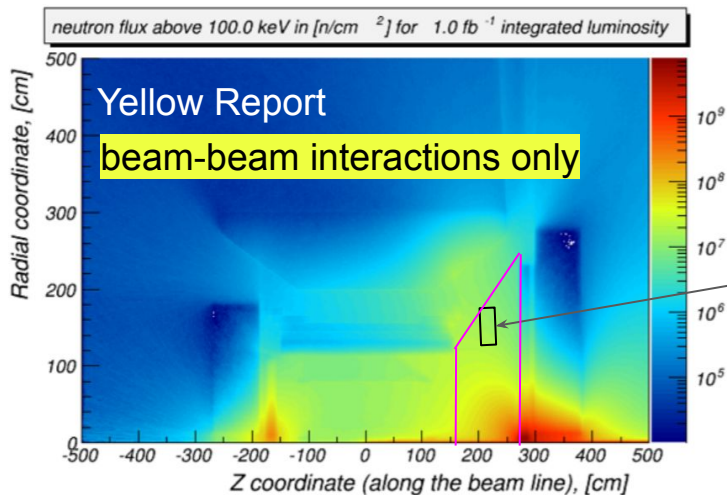 neutron flux above 100.0 keV in [n/cm 2] for 1.0 fb -1 integrated luminosity
Yellow Report
beam-beam interactions only
Radial coordinate, [cm]
500
400
300
200
100
0
-500 -400 -300 -200 -100 0 100 200 300 400 500
Z coordinate (along the beam line), [cm]
10^9
10^8
10^7
10^6
10^5